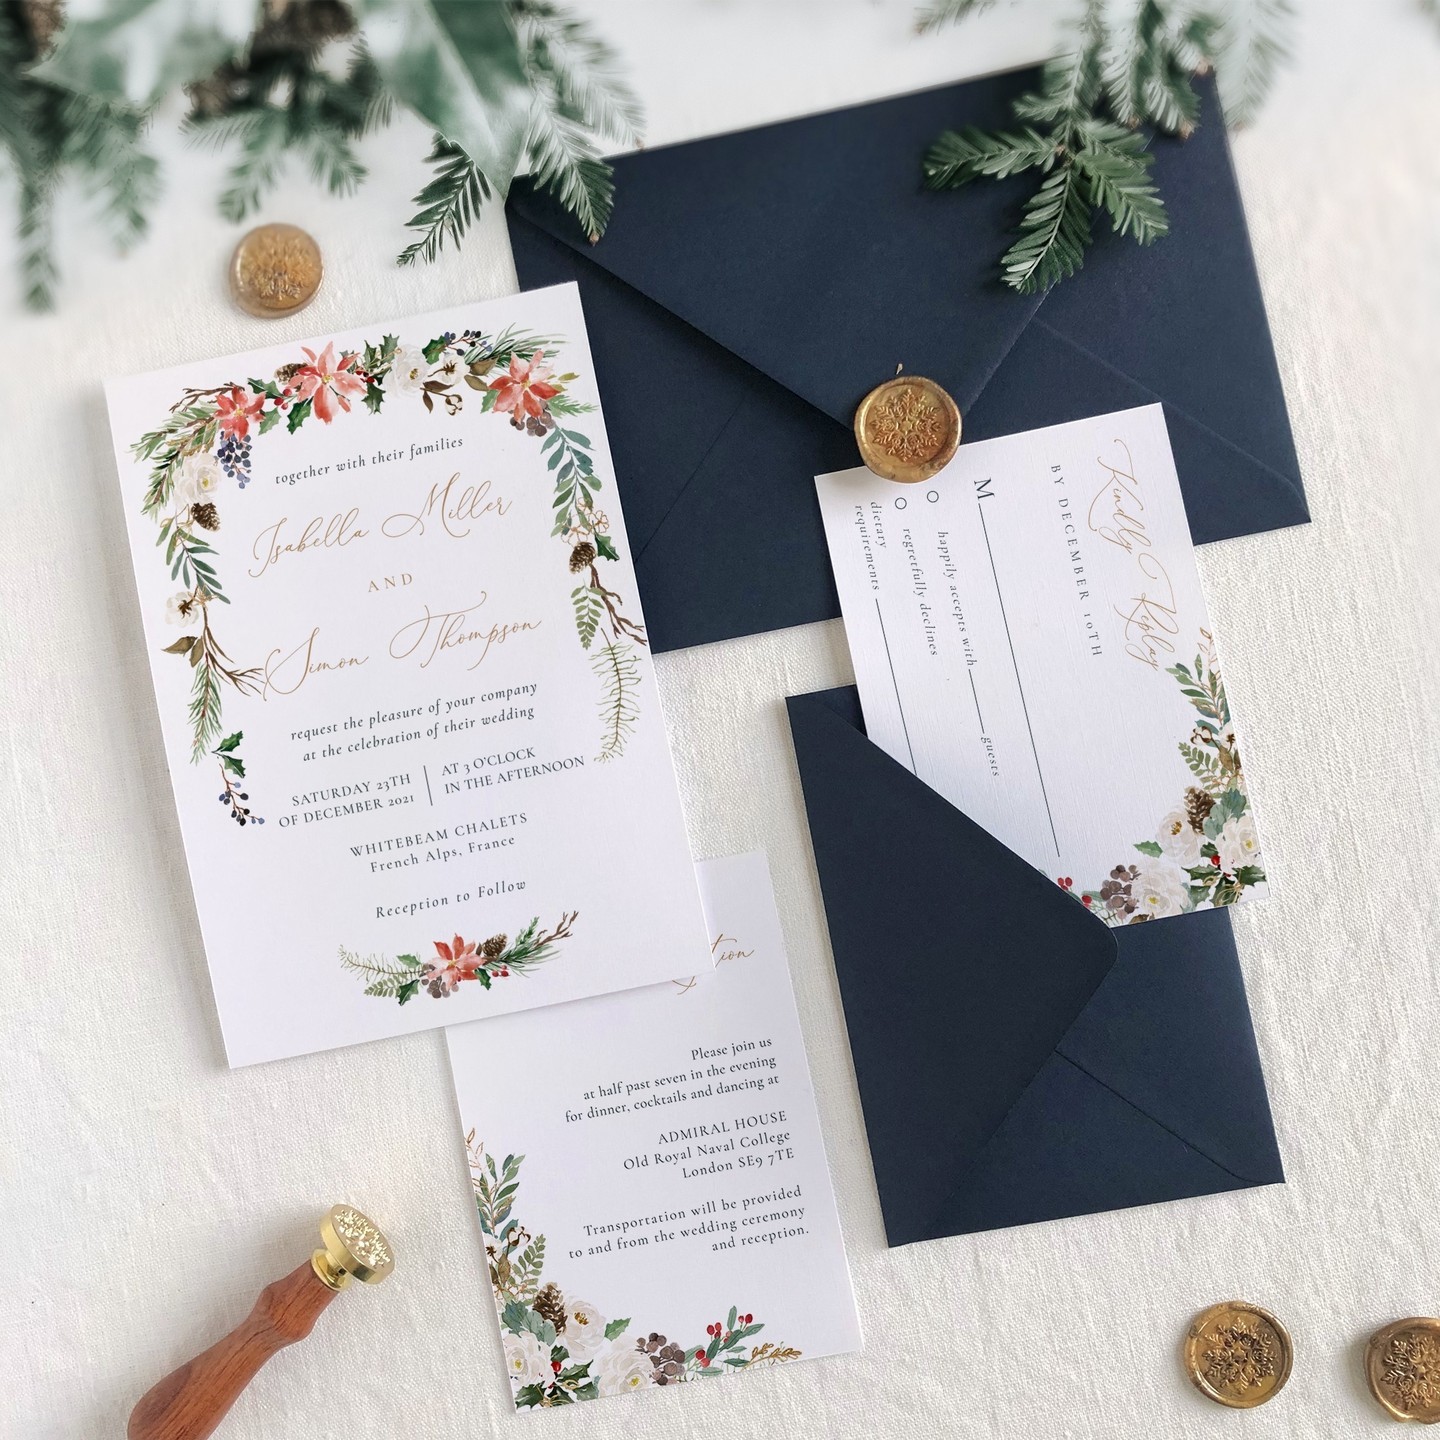 together with their families
Isabella Miller
AND
Simon Thompson
request the pleasure of your company
at the celebration of their wedding
SATURDAY 23TH
OF DECEMBER 2021
AT 3 O'CLOCK
IN THE AFTERNOON
WHITEBEAM CHALETS
French Alps, France
Reception to Follow
Kindly Replay
BY DECEMBER 10TH
M
happily accepts with guests
regretfully declines
dietary
requirements
Please join us
at half past seven in the evening
for dinner, cocktails and dancing at
ADMIRAL HOUSE
Old Royal Naval College
London SE9 7TE
Transportation will be provided
to and from the wedding ceremony
and reception.